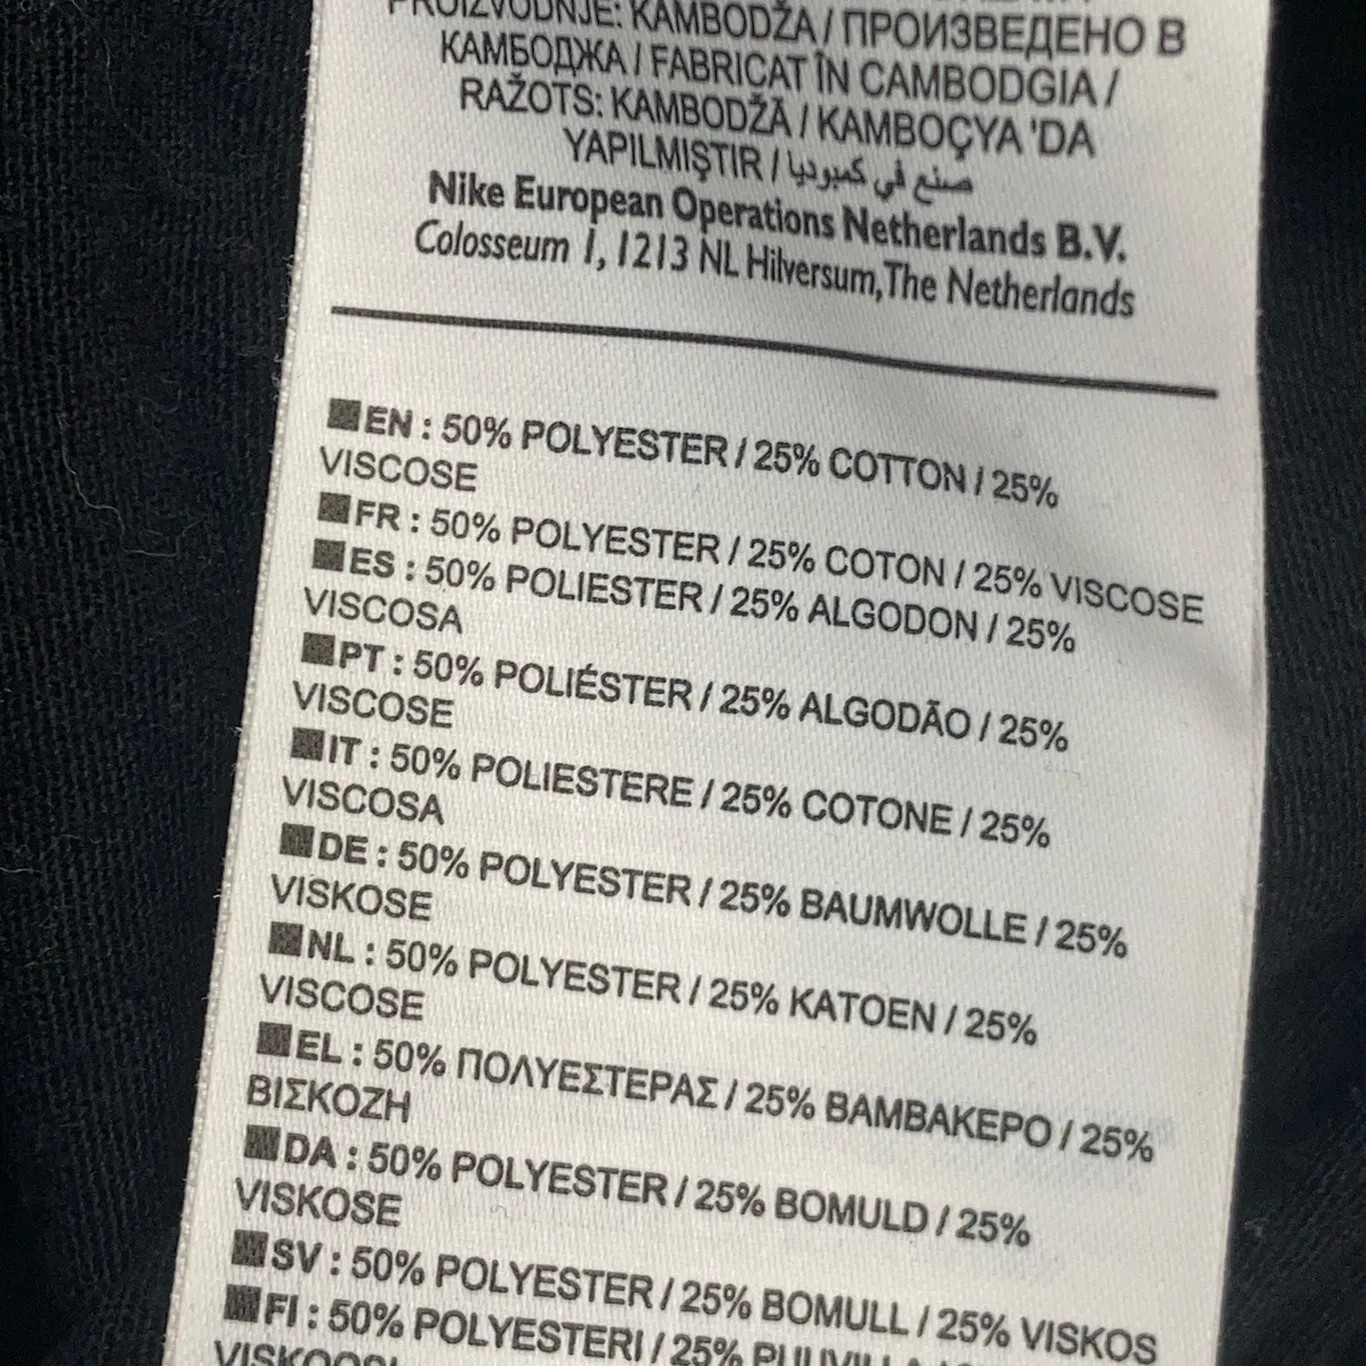 PROIZVODNJE: KAMBODŽA / ПРОИЗВЕДЕНО В
КАМБОДЖА / FABRICAT ÎN CAMBODGIA /
RAŽOTS: KAMBODŽĀ / KAMBOÇYA 'DA
YAPILMIŞTIR / صنع في كمبوديا
Nike European Operations Netherlands B.V.
Colosseum 1, 1213 NL Hilversum, The Netherlands
EN : 50% POLYESTER / 25% COTTON / 25%
VISCOSE
FR : 50% POLYESTER / 25% COTON / 25% VISCOSE
ES : 50% POLIESTER / 25% ALGODON / 25%
VISCOSA
PT : 50% POLIÉSTER / 25% ALGODÃO / 25%
VISCOSE
IT : 50% POLIESTERE / 25% COTONE / 25%
VISCOSA
DE : 50% POLYESTER / 25% BAUMWOLLE / 25%
VISKOSE
NL : 50% POLYESTER / 25% KATOEN / 25%
VISCOSE
EL : 50% ΠΟΛΥΕΣΤΕΡΑΣ / 25% ΒΑΜΒΑΚΕΡΟ / 25%
ΒΙΣΚΟΖΗ
DA : 50% POLYESTER / 25% BOMULD / 25%
VISKOSE
SV : 50% POLYESTER / 25% BOMULL / 25% VISKOS
FI : 50% POLYESTERI / 25%